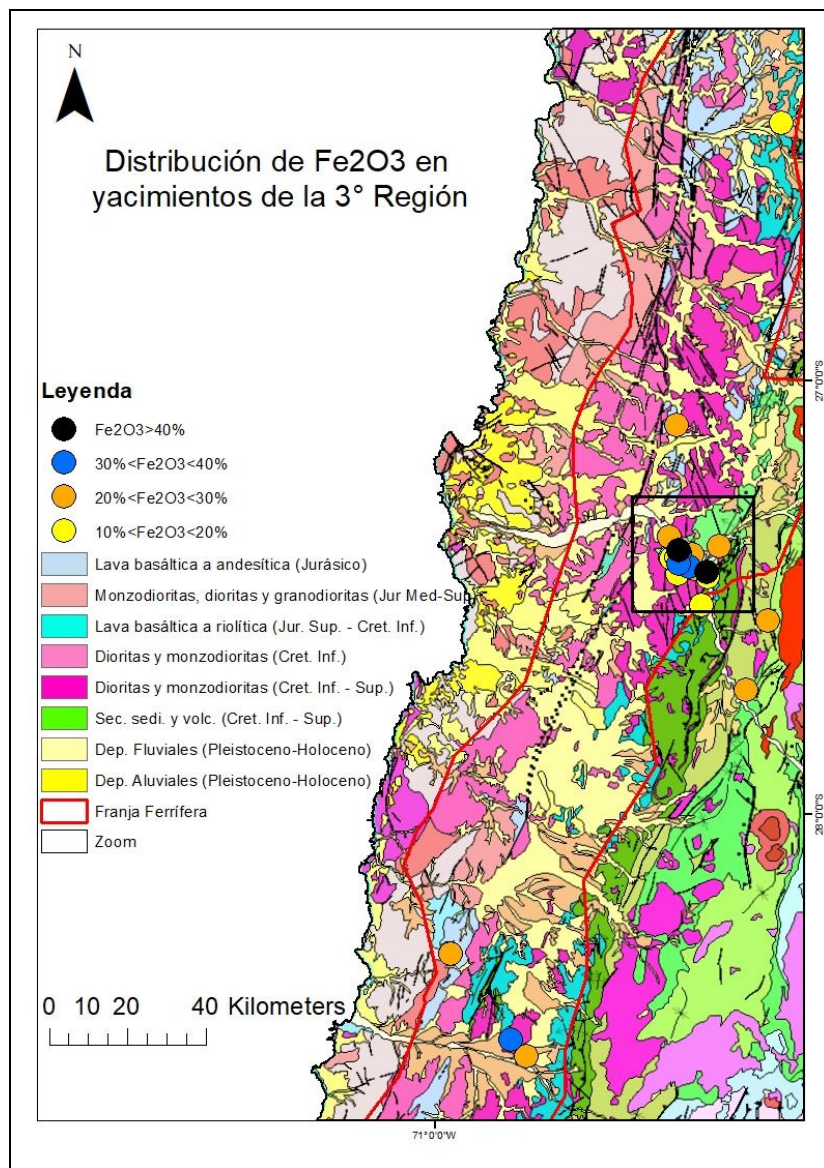 N
Distribución de Fe2O3 en
yacimientos de la 3° Región
27°0'0"S
Leyenda
Fe2O3>40%
30%<Fe2O3<40%
20%<Fe2O3<30%
10%<Fe2O3<20%
Lava basáltica a andesítica (Jurásico)
Monzodioritas, dioritas y granodioritas (Jur Med-Sup
Lava basáltica a riolítica (Jur. Sup. - Cret. Inf.)
Dioritas y monzodioritas (Cret. Inf.)
Dioritas y monzodioritas (Cret. Inf. - Sup.)
Sec. sedi. y volc. (Cret. Inf. - Sup.)
Dep. Fluviales (Pleistoceno-Holoceno)
Dep. Aluviales (Pleistoceno-Holoceno)
Franja Ferrífera
Zoom
28°0'0"S
0 10 20 40 Kilometers
71°0'0"W